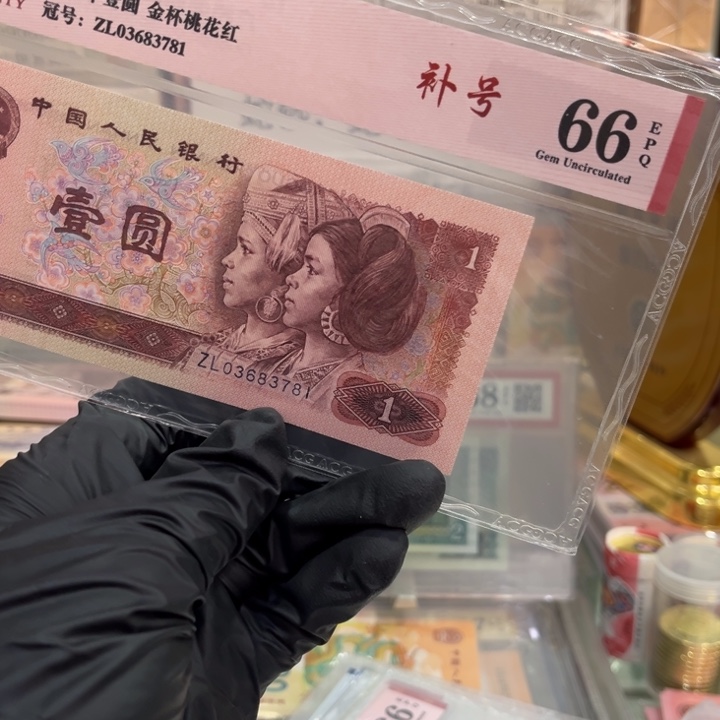 壹圆 金杯桃花红
冠号: ZL03683781
补号
66
EPQ
Gem Uncirculated
中国人民银行
壹圆
1
ZL03683781
1
ACGACG